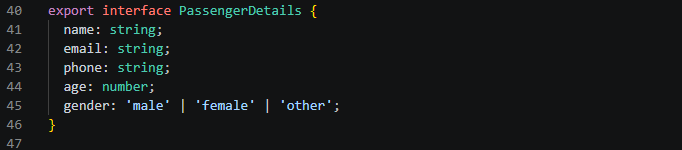 40 export interface PassengerDetails {
41   name: string;
42   email: string;
43   phone: string;
44   age: number;
45   gender: 'male' | 'female' | 'other';
46 }
47